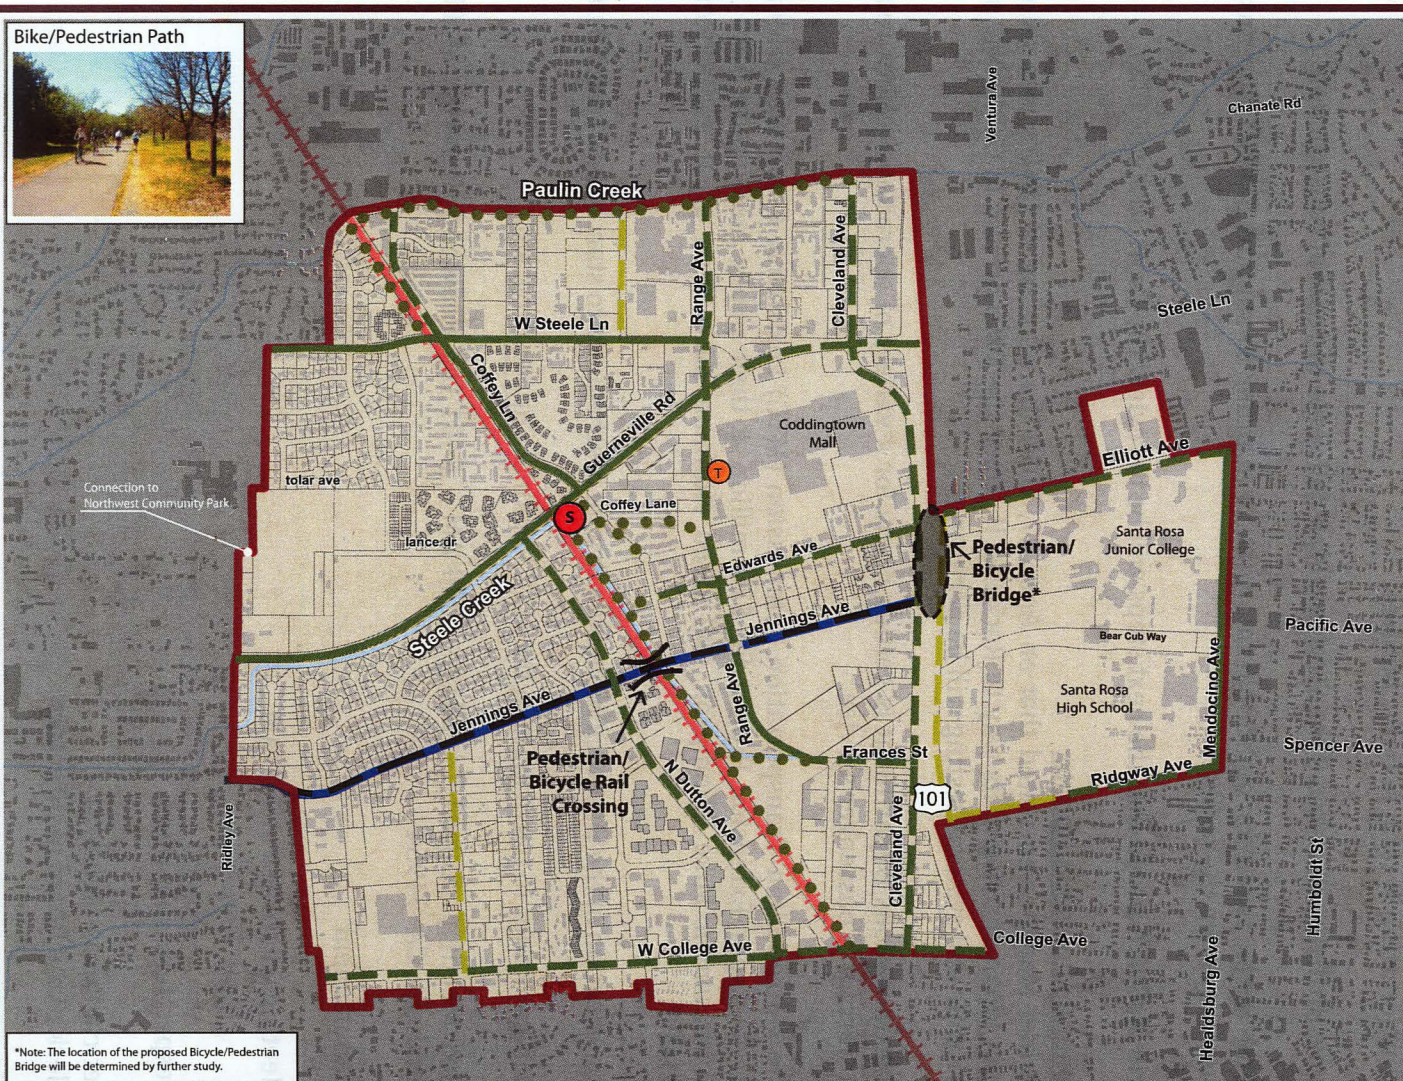 Bike/Pedestrian Path
Ventura Ave
Chanate Rd
Paulin Creek
Range Ave
Cleveland Ave
Steele Ln
W Steele Ln
Coffey Ln
Guerneville Rd
Coddingtown
Mall
Elliott Ave
tolar ave
T
Connection to
Northwest Community Park
Coffey Lane
S
Santa Rosa
Junior College
lance dr
Edwards Ave
Pedestrian/
Bicycle
Bridge*
Steele Creek
Jennings Ave
Pacific Ave
Bear Cub Way
Mendocino Ave
Santa Rosa
High School
Jennings Ave
Range Ave
Frances St
Spencer Ave
Pedestrian/
Bicycle Rail
Crossing
Ridgway Ave
N Dutton Ave
101
Ridley Ave
Cleveland Ave
Humboldt St
W College Ave
College Ave
Healdsburg Ave
*Note: The location of the proposed Bicycle/Pedestrian
Bridge will be determined by further study.